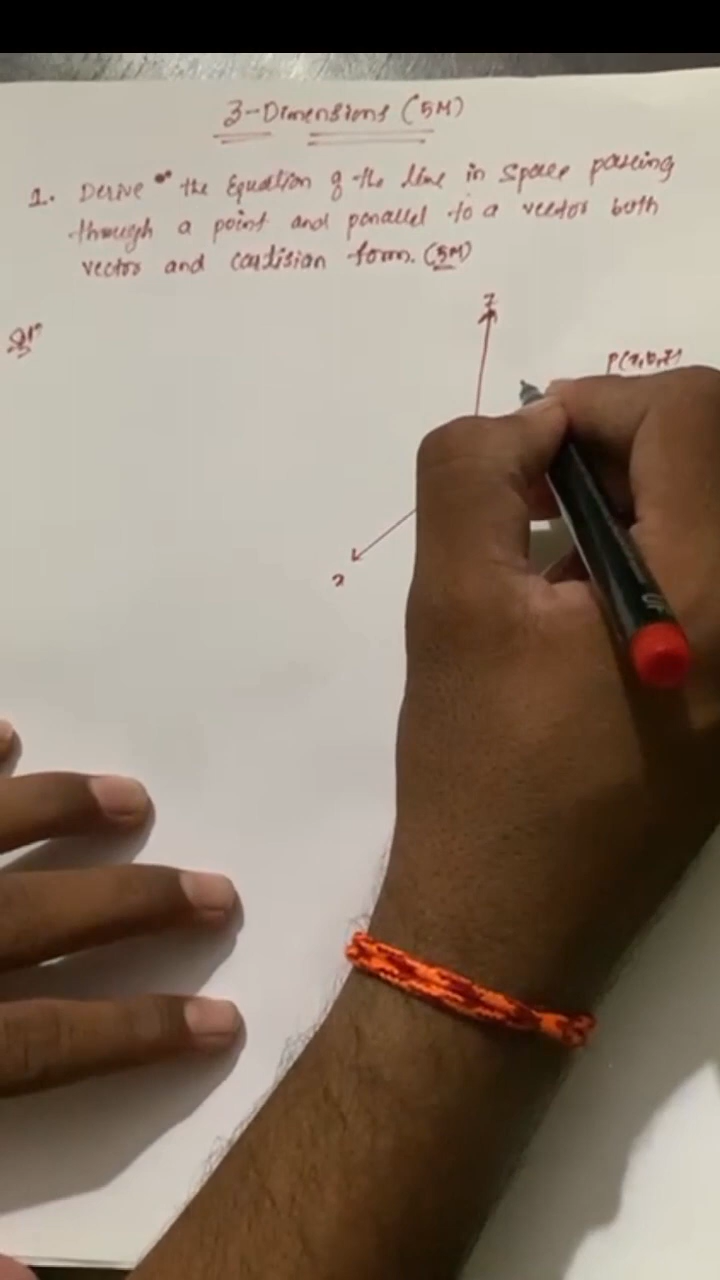 3-Dimensions (5M)
1. Derive the Equation of the line in space passing
through a point and parallel to a vector both
vector and cartisian form. (5M)
Z
P(x,y,z)
x